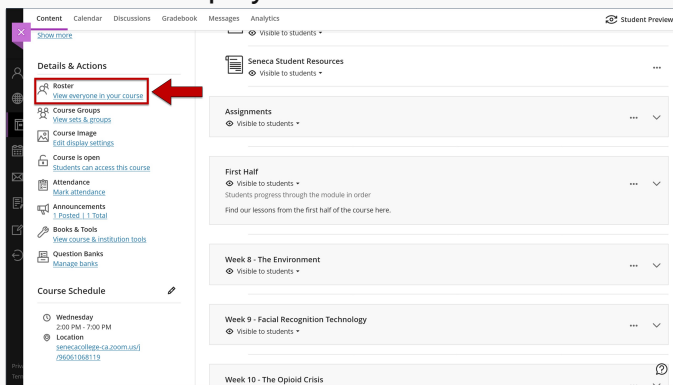 Content Calendar Discussions Gradebook Messages Analytics
Student Preview
Show more
Visible to students
Details & Actions
Seneca Student Resources
Visible to students
Roster
View everyone in your course
Course Groups
View sets & groups
Assignments
Visible to students
Course Image
Edit display settings
Course is open
Students can access this course
First Half
Visible to students
Students progress through the module in order
Find our lessons from the first half of the course here.
Attendance
Mark attendance
Announcements
1 Posted | 1 Total
Books & Tools
View course & institution tools
Question Banks
Manage banks
Week 8 - The Environment
Visible to students
Course Schedule
Wednesday
2:00 PM - 7:00 PM
Location
senecacollege-ca.zoom.us/j
/96061068119
Week 9 - Facial Recognition Technology
Visible to students
Week 10 - The Opioid Crisis